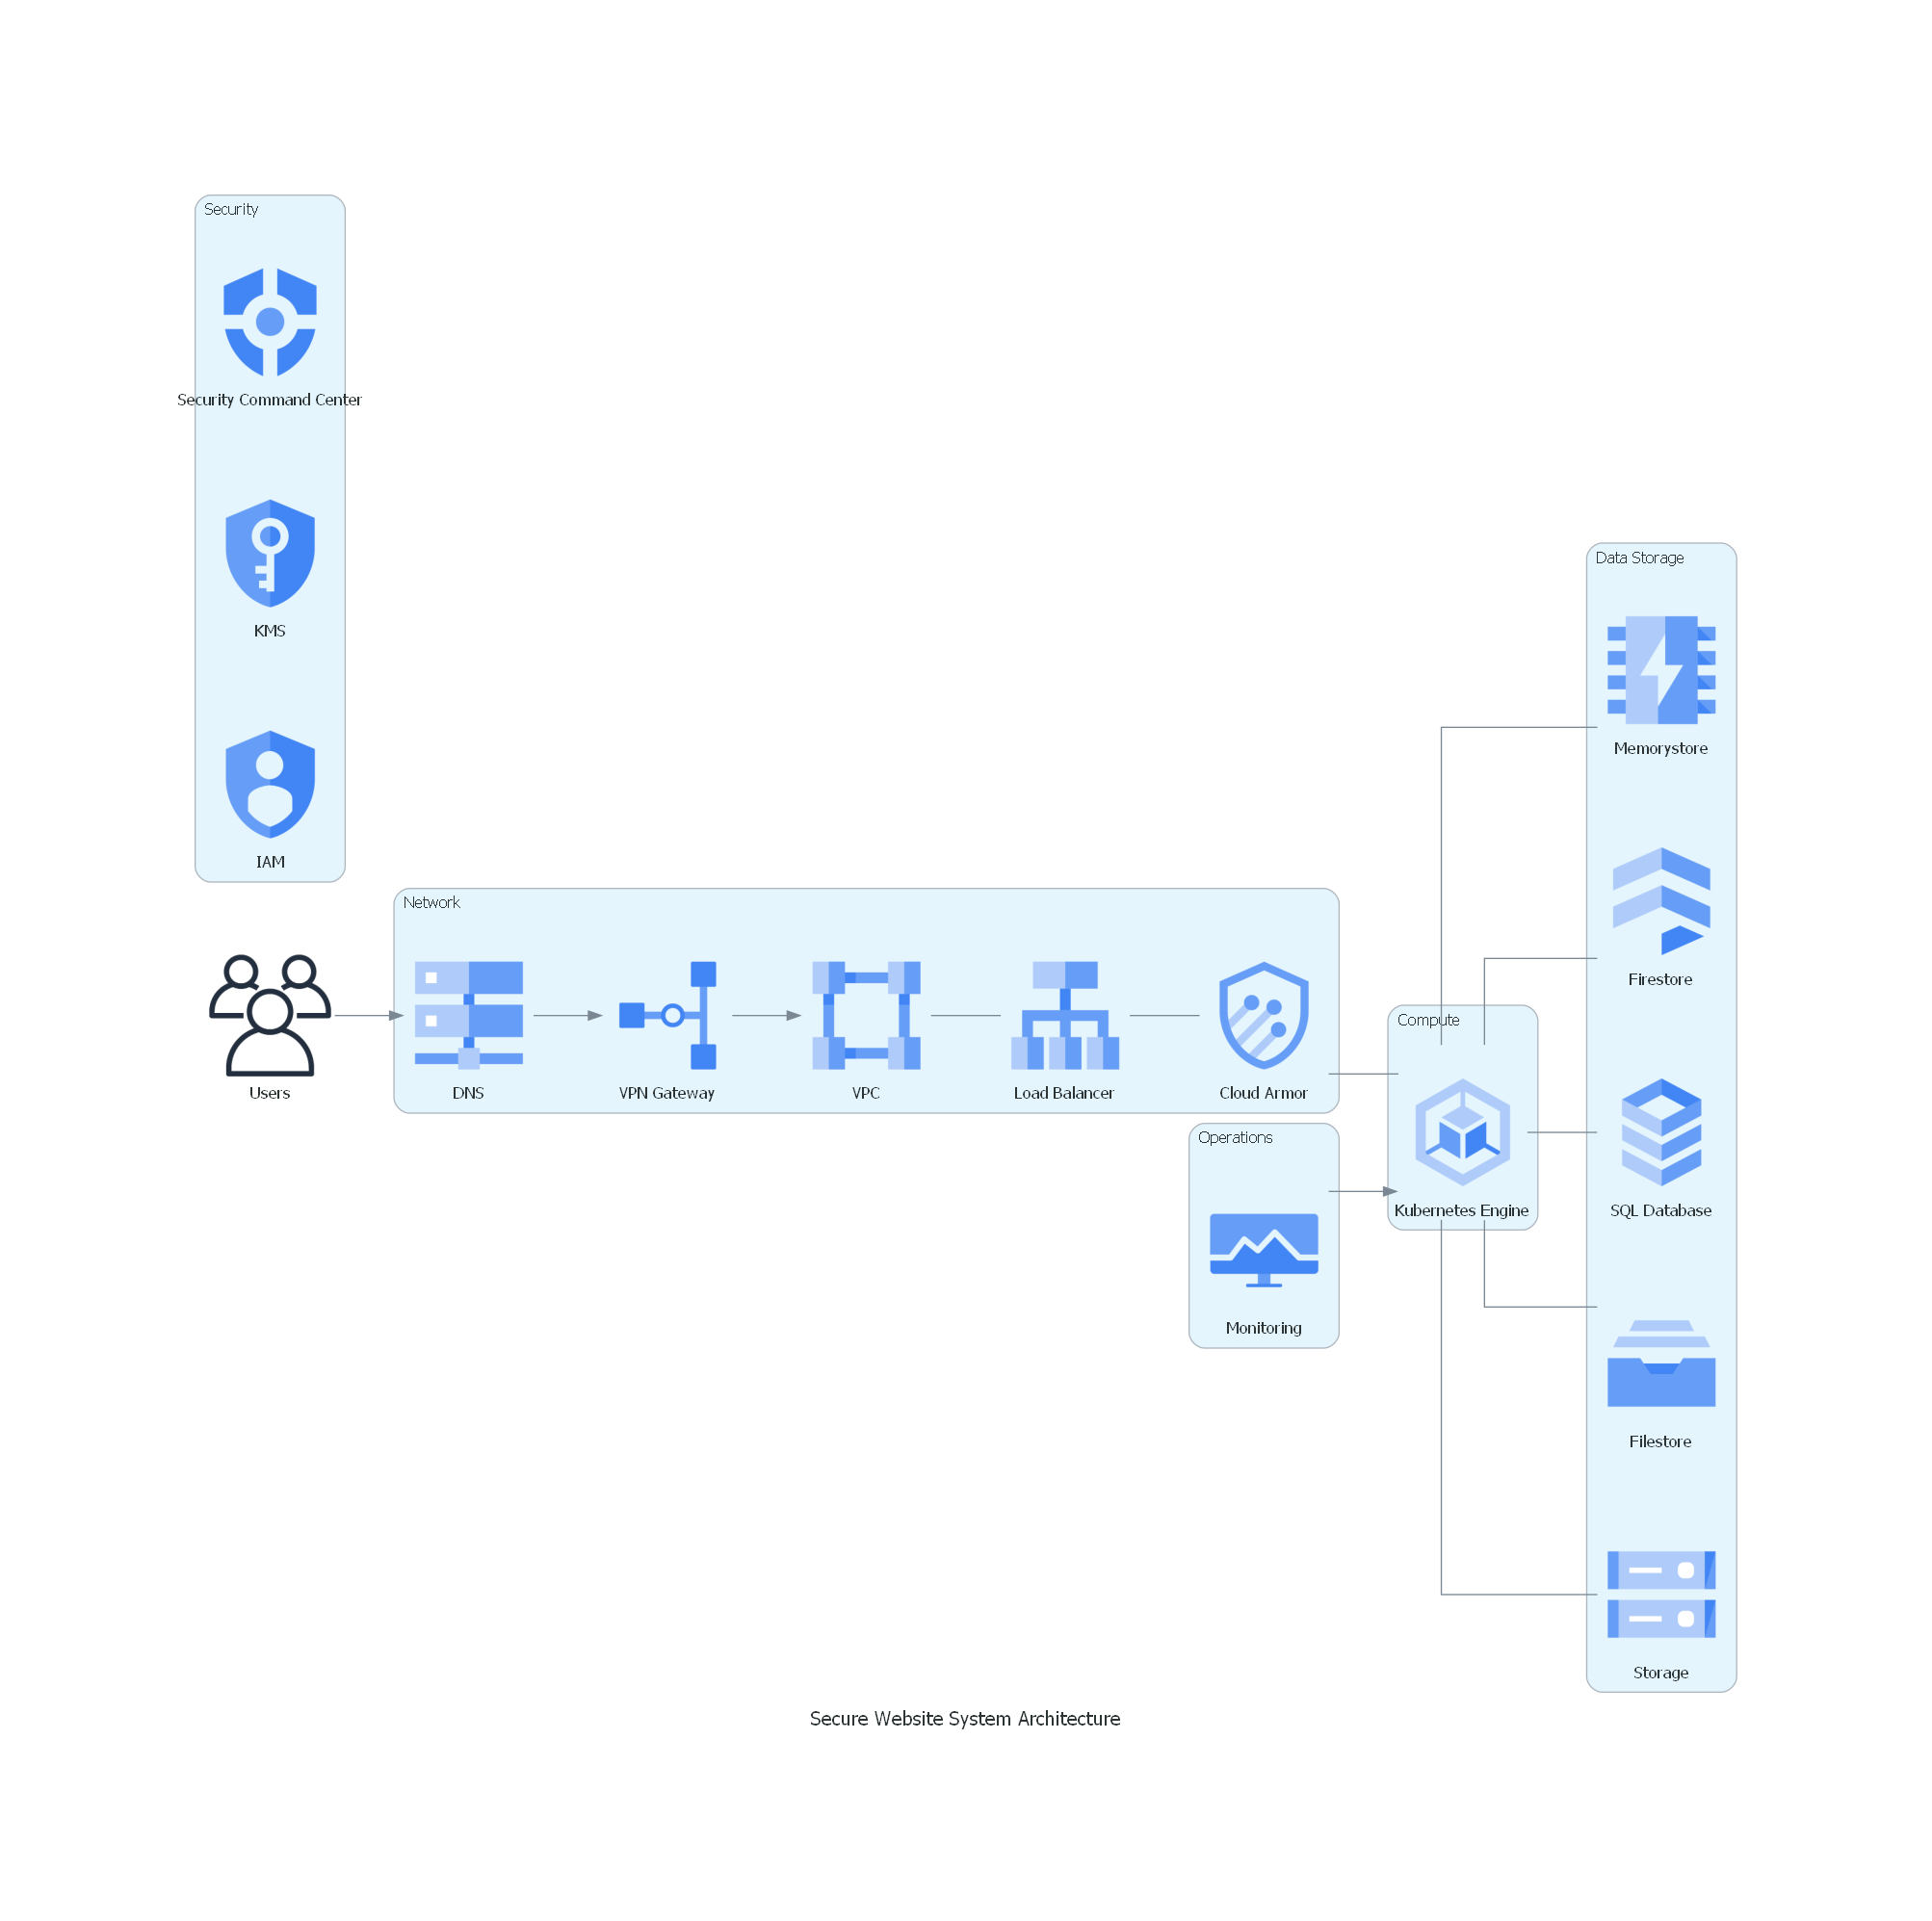 Security
Security Command Center
KMS
IAM
Users
Network
DNS
VPN Gateway
VPC
Load Balancer
Cloud Armor
Operations
Monitoring
Compute
Kubernetes Engine
Data Storage
Memorystore
Firestore
SQL Database
Filestore
Storage
Secure Website System Architecture